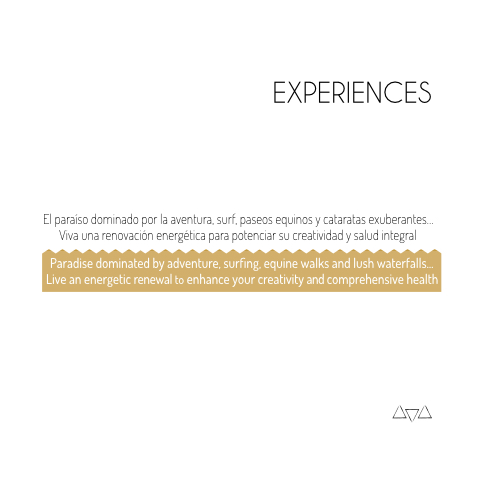 EXPERIENCES
El paraíso dominado por la aventura, surf, paseos equinos y cataratas exuberantes...
Viva una renovación energética para potenciar su creatividad y salud integral
Paradise dominated by adventure, surfing, equine walks and lush waterfalls...
Live an energetic renewal to enhance your creativity and comprehensive health